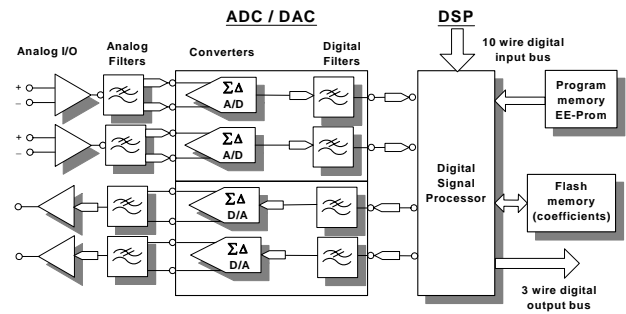 ADC / DAC
DSP
Analog I/O
Analog
Filters
Converters
Digital
Filters
10 wire digital
input bus
+
–
ΣΔ
A/D
Program
memory
EE-Prom
+
–
ΣΔ
A/D
Digital
Signal
Processor
Flash
memory
(coefficients)
ΣΔ
D/A
ΣΔ
D/A
3 wire digital
output bus